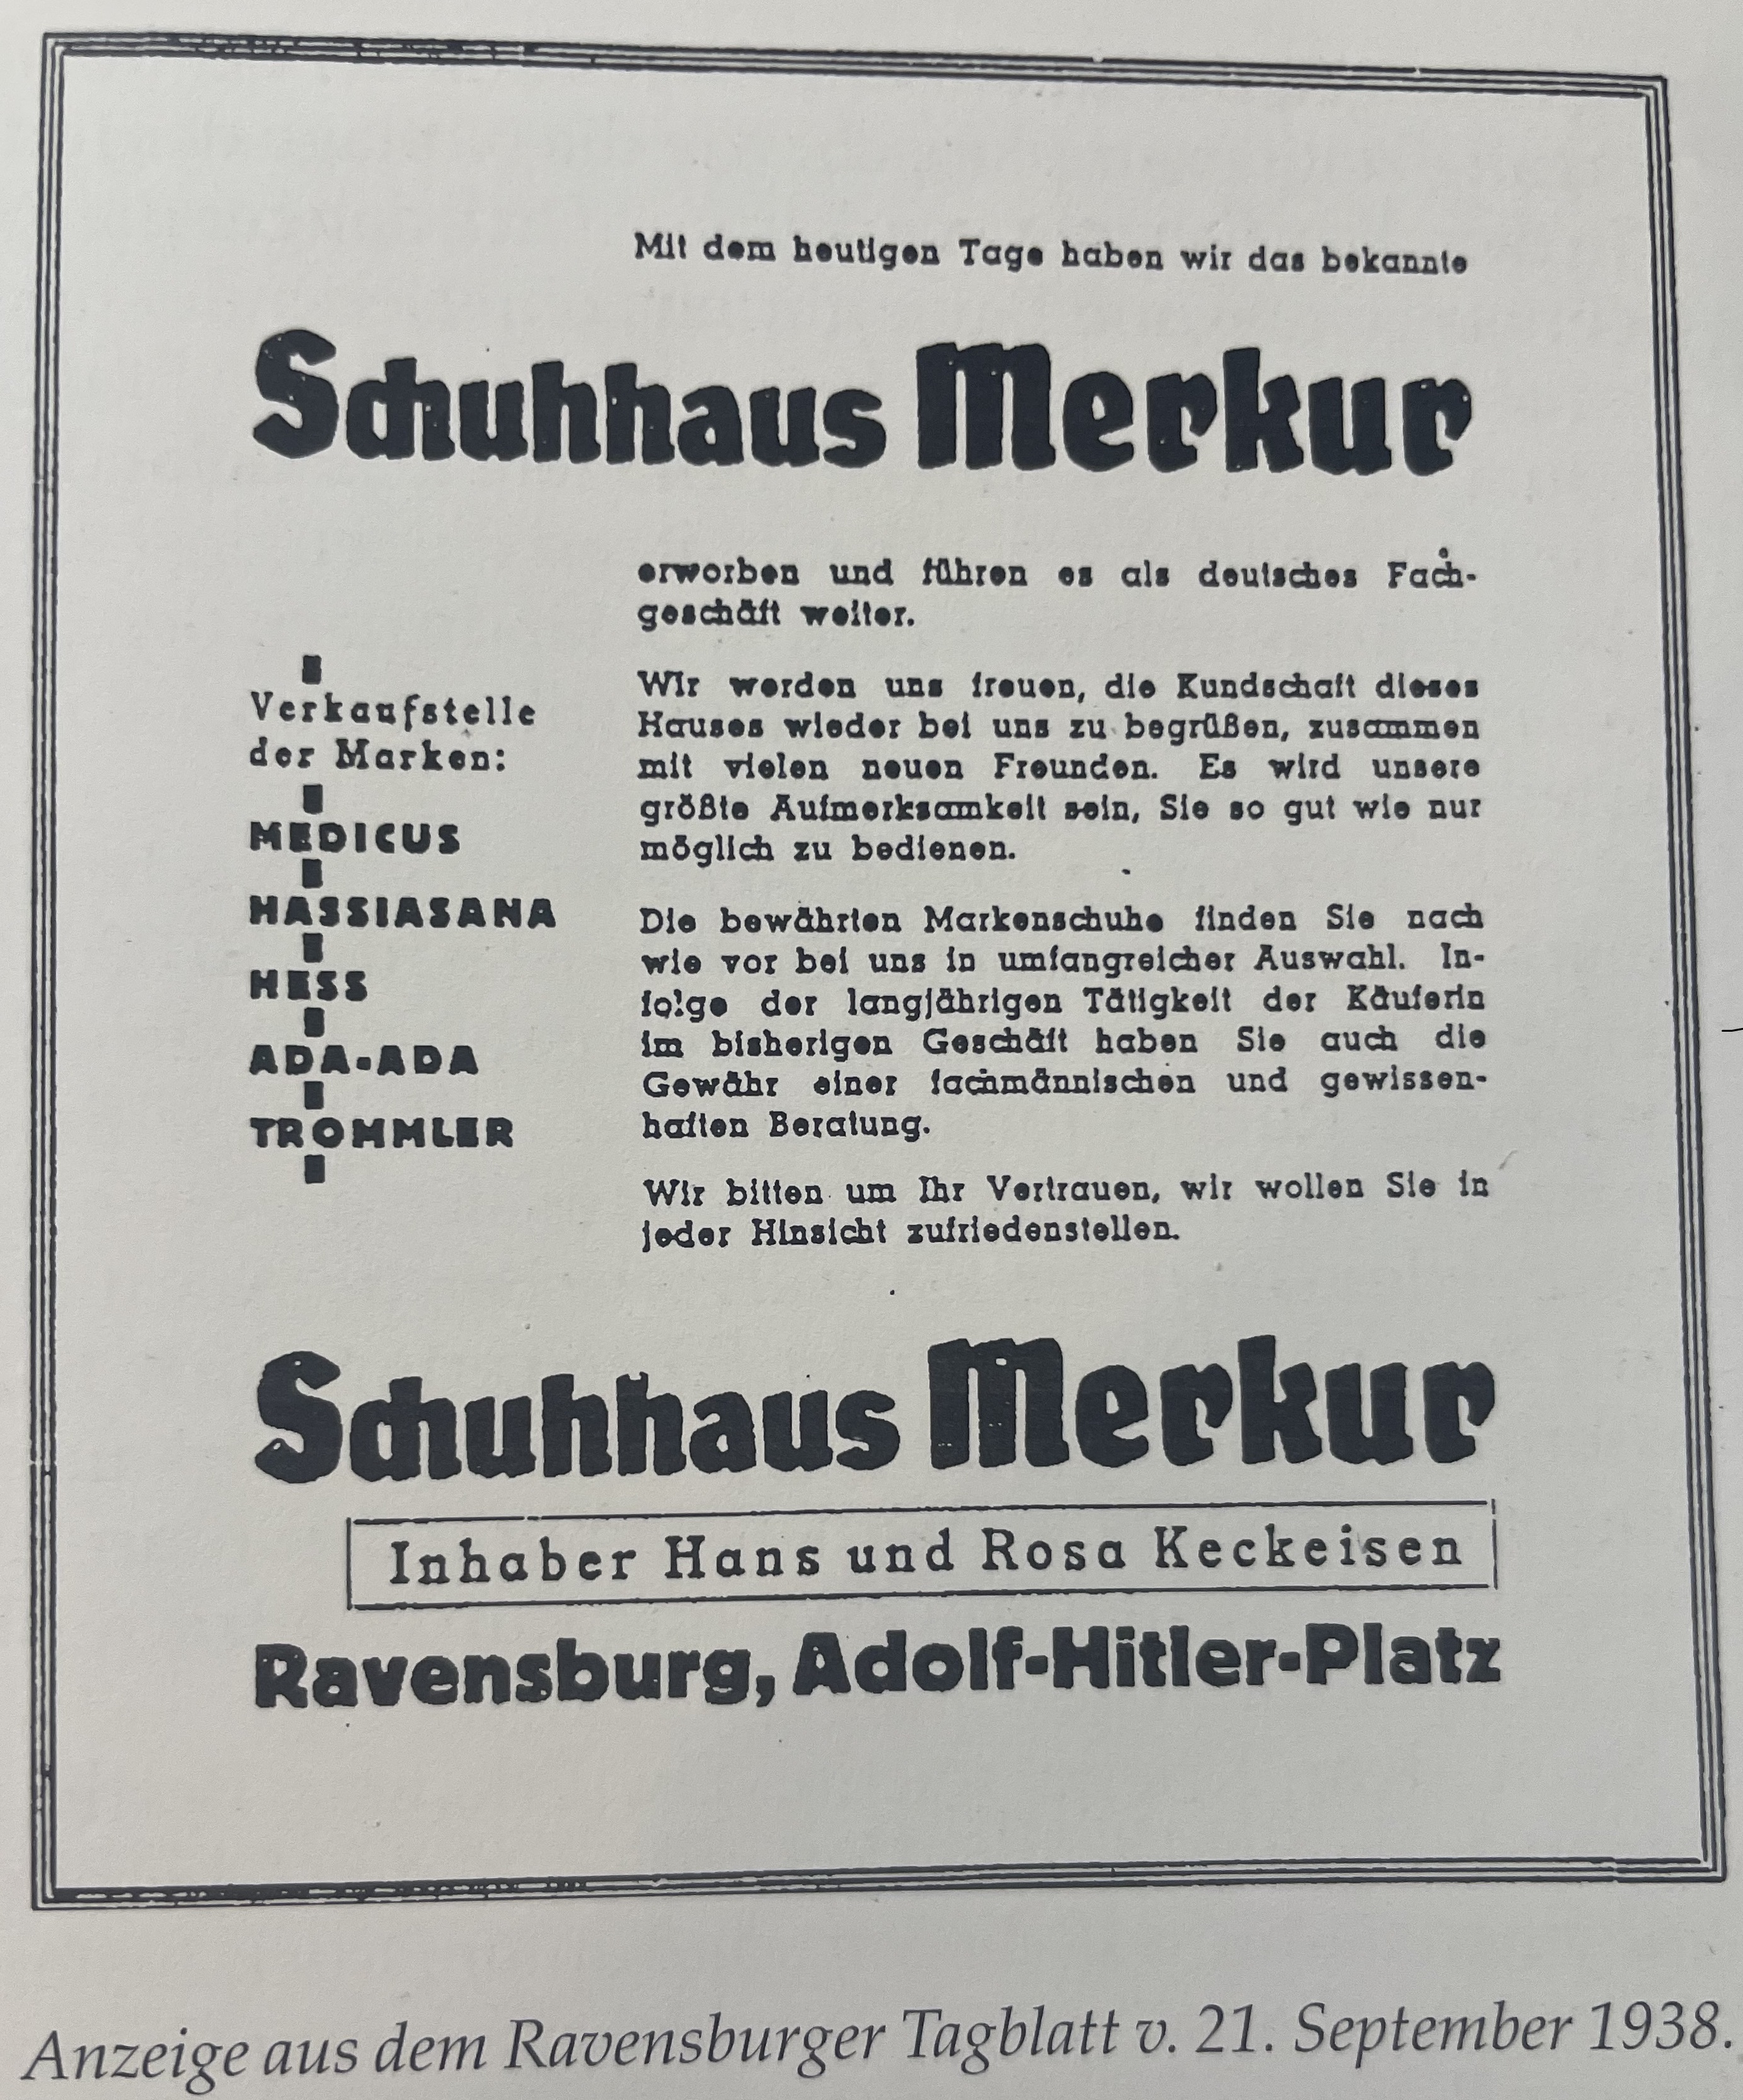 Mit dem heutigen Tage haben wir das bekannte
Schuhhaus Merkur
erworben und führen es als deutsches Fach-
geschäft weiter.
Verkaufstelle
der Marken:
MEDICUS
HASSIASANA
HESS
ADA-ADA
TROMMLER
Wir werden uns freuen, die Kundschaft dieses
Hauses wieder bei uns zu begrüßen, zusammen
mit vielen neuen Freunden. Es wird unsere
größte Aufmerksamkeit sein, Sie so gut wie nur
möglich zu bedienen.
Die bewährten Markenschuhe finden Sie nach
wie vor bei uns in umfangreicher Auswahl. In-
folge der langjährigen Tätigkeit der Käuferin
im bisherigen Geschäft haben Sie auch die
Gewähr einer fachmännischen und gewissen-
haften Beratung.
Wir bitten um Ihr Vertrauen, wir wollen Sie in
jeder Hinsicht zufriedenstellen.
Schuhhaus Merkur
Inhaber Hans und Rosa Keckeisen
Ravensburg, Adolf-Hitler-Platz
Anzeige aus dem Ravensburger Tagblatt v. 21. September 1938.